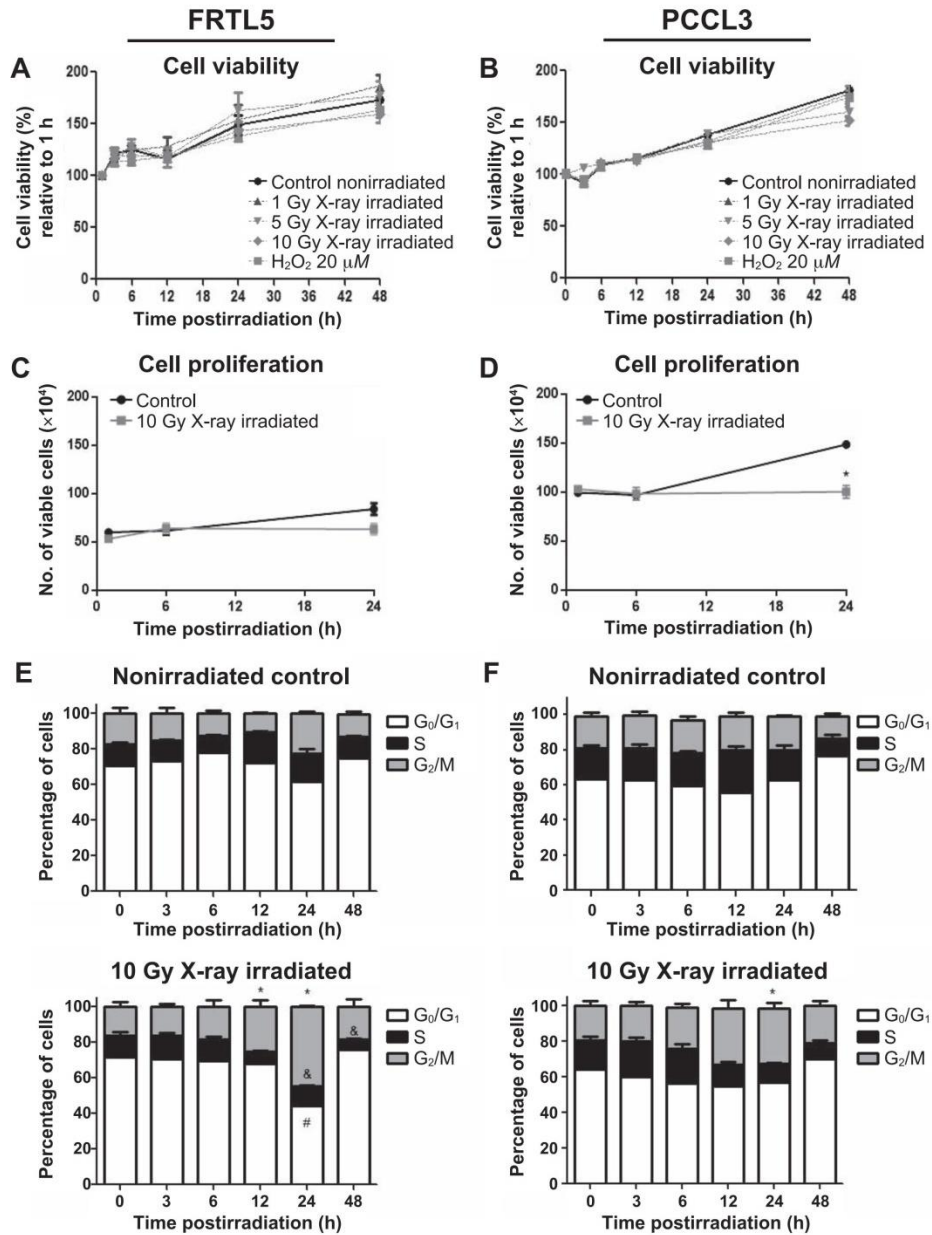 FRTL5
PCCL3
A
Cell viability
Cell viability (%)
relative to 1 h
200
150
100
50
0
0 6 12 18 24 30 36 42 48
Time postirradiation (h)
Control nonirradiated
1 Gy X-ray irradiated
5 Gy X-ray irradiated
10 Gy X-ray irradiated
H₂O₂ 20 μM
B
Cell viability
Cell viability (%)
relative to 1 h
200
150
100
50
0
0 6 12 18 24 30 36 42 48
Time postirradiation (h)
Control nonirradiated
1 Gy X-ray irradiated
5 Gy X-ray irradiated
10 Gy X-ray irradiated
H₂O₂ 20 μM
C
Cell proliferation
No. of viable cells (×10⁴)
200
150
100
50
0
0 6 12 18 24
Time postirradiation (h)
Control
10 Gy X-ray irradiated
D
Cell proliferation
No. of viable cells (×10⁴)
200
150
100
50
0
0 6 12 18 24
Time postirradiation (h)
Control
10 Gy X-ray irradiated
*
E
Nonirradiated control
Percentage of cells
100
80
60
40
20
0
0 3 6 12 24 48
Time postirradiation (h)
G₀/G₁
S
G₂/M
F
Nonirradiated control
Percentage of cells
100
80
60
40
20
0
0 3 6 12 24 48
Time postirradiation (h)
G₀/G₁
S
G₂/M
10 Gy X-ray irradiated
* *
Percentage of cells
100
80
60
40
20
0
&
&
#
0 3 6 12 24 48
Time postirradiation (h)
G₀/G₁
S
G₂/M
10 Gy X-ray irradiated
*
Percentage of cells
100
80
60
40
20
0
0 3 6 12 24 48
Time postirradiation (h)
G₀/G₁
S
G₂/M